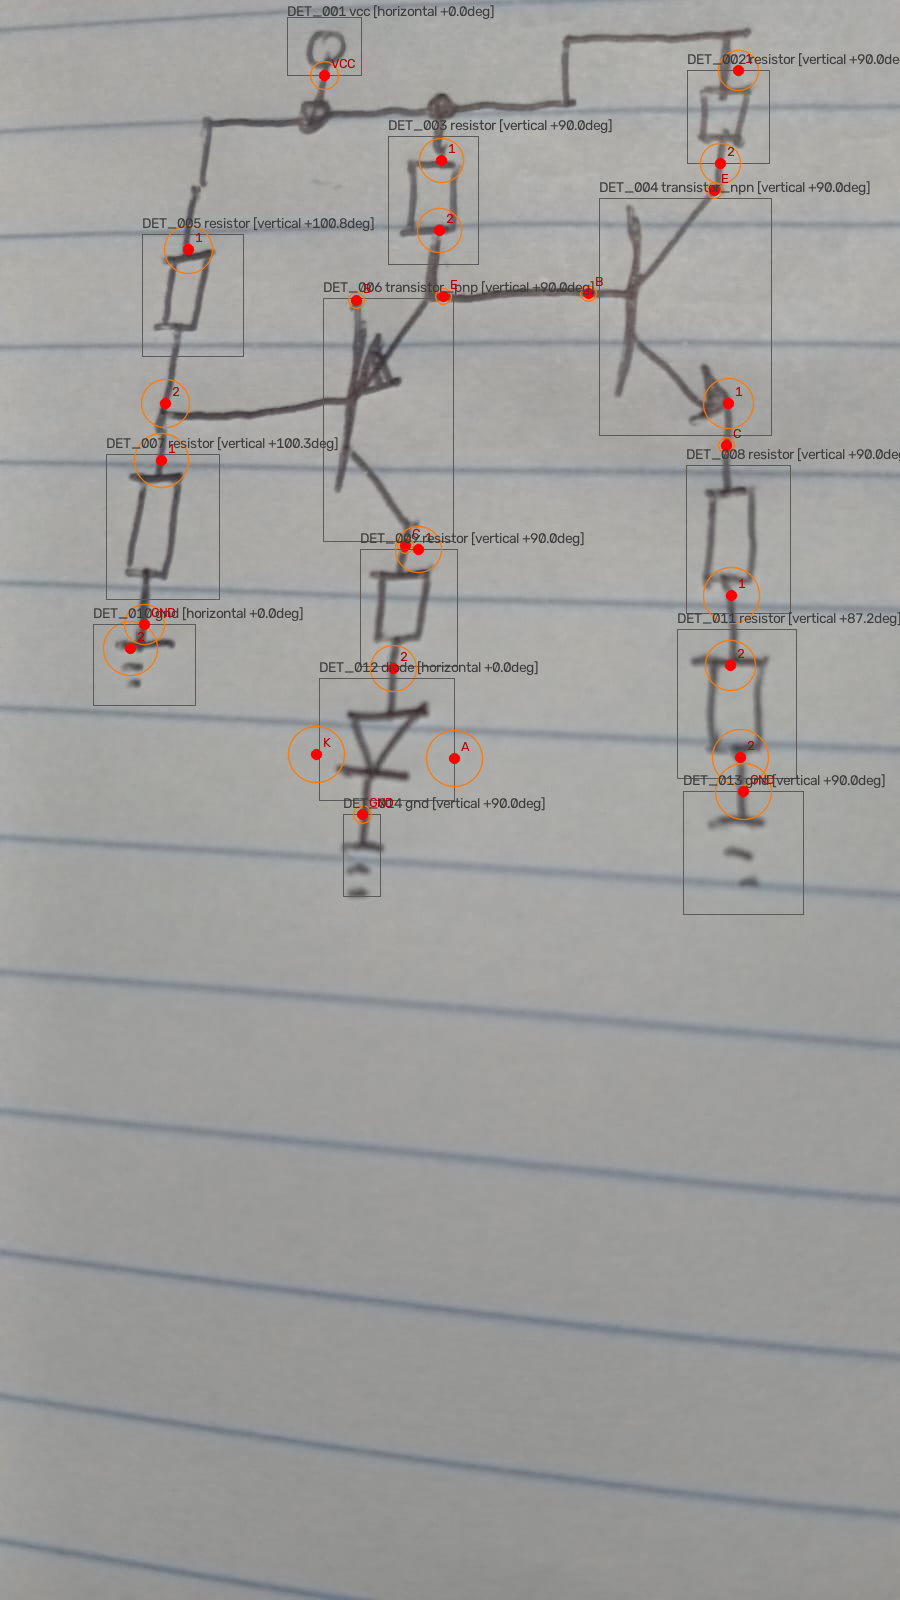 DET_001 vcc [horizontal +0.0deg]
VCC
DET_002 resistor [vertical +90.0de
1
DET_003 resistor [vertical +90.0deg]
1
2
E
DET_004 transistor_npn [vertical +90.0deg]
2
DET_005 resistor [vertical +100.8deg]
1
DET_006 transistor_pnp [vertical +90.0deg]
B
E
B
2
1
C
DET_007 resistor [vertical +100.3deg]
1
DET_008 resistor [vertical +90.0deg
C
DET_009 resistor [vertical +90.0deg]
1
DET_010 gnd [horizontal +0.0deg]
GND
2
1
DET_011 resistor [vertical +87.2deg]
2
2
DET_012 diode [horizontal +0.0deg]
K
A
2
DET_013 gnd [vertical +90.0deg]
GND
DET_014 gnd [vertical +90.0deg]
GND